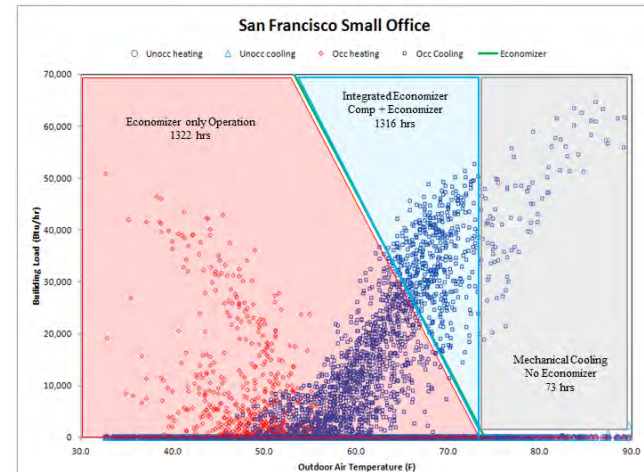 San Francisco Small Office
Unocc heating Unocc cooling Occ heating Occ Cooling Economizer
70,000
60,000
50,000
40,000
30,000
20,000
10,000
0
Building Load (Btu/hr)
Economizer only Operation
1322 hrs
Integrated Economizer
Comp + Economizer
1316 hrs
Mechanical Cooling
No Economizer
73 hrs
30.0 40.0 50.0 60.0 70.0 80.0 90.0
Outdoor Air Temperature (F)